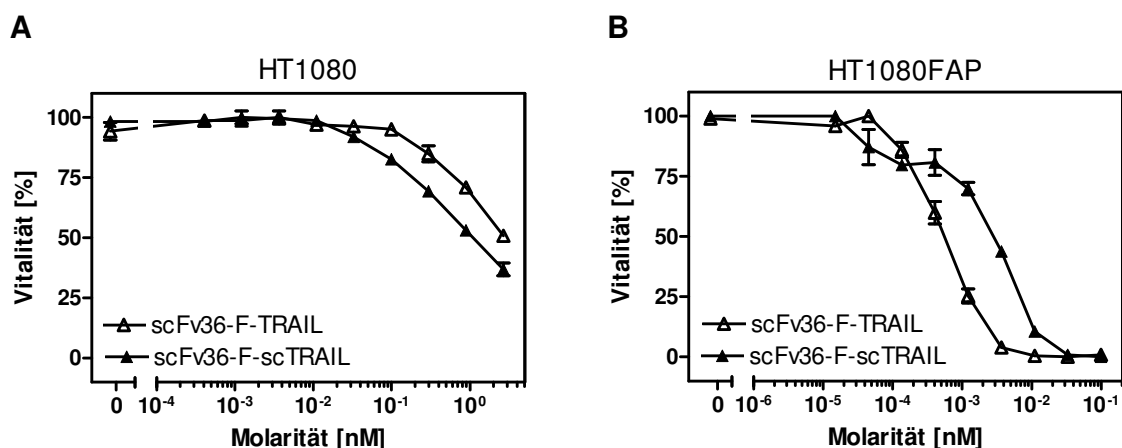 A
HT1080
Vitalität [%]
100
75
50
25
0
scFv36-F-TRAIL
scFv36-F-scTRAIL
0 10⁻⁴ 10⁻³ 10⁻² 10⁻¹ 10⁰
Molarität [nM]
B
HT1080FAP
Vitalität [%]
100
75
50
25
0
scFv36-F-TRAIL
scFv36-F-scTRAIL
0 10⁻⁶ 10⁻⁵ 10⁻⁴ 10⁻³ 10⁻² 10⁻¹
Molarität [nM]